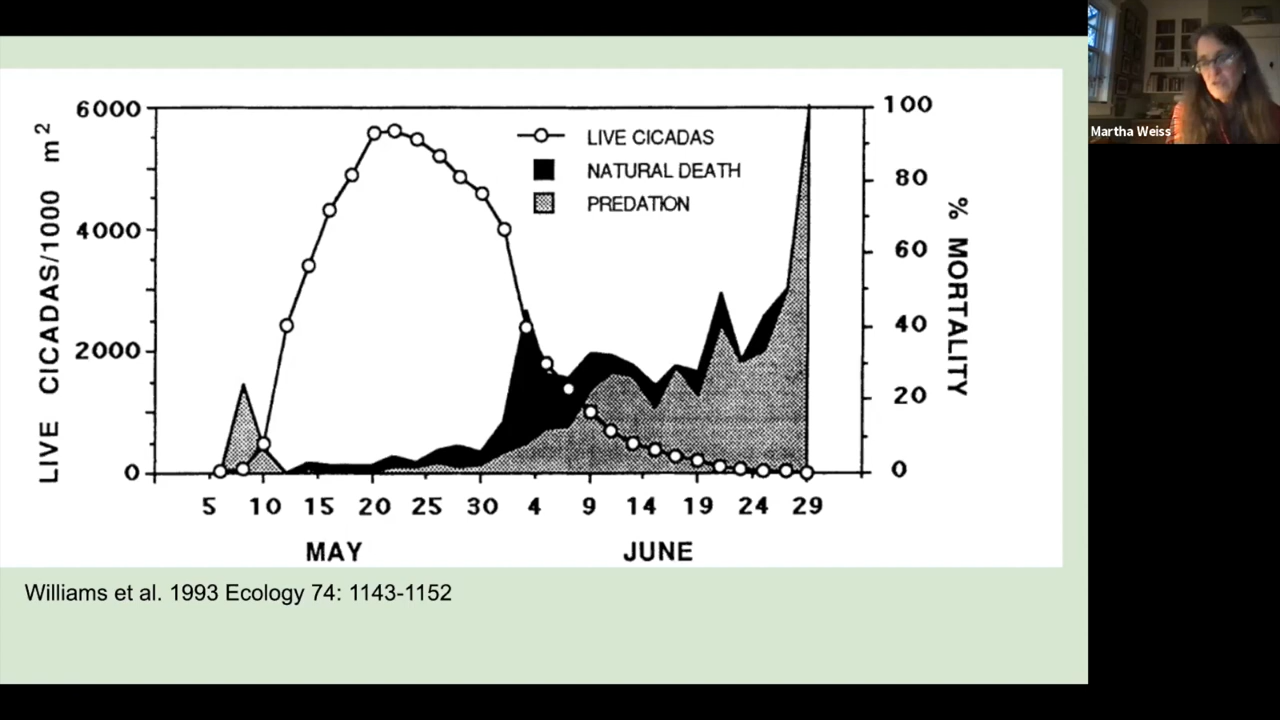 Martha Weiss
6000
4000
2000
0
LIVE CICADAS/1000 m2
LIVE CICADAS
NATURAL DEATH
PREDATION
100
80
60
40
20
0
% MORTALITY
5 10 15 20 25 30 4 9 14 19 24 29
MAY JUNE
Williams et al. 1993 Ecology 74: 1143-1152